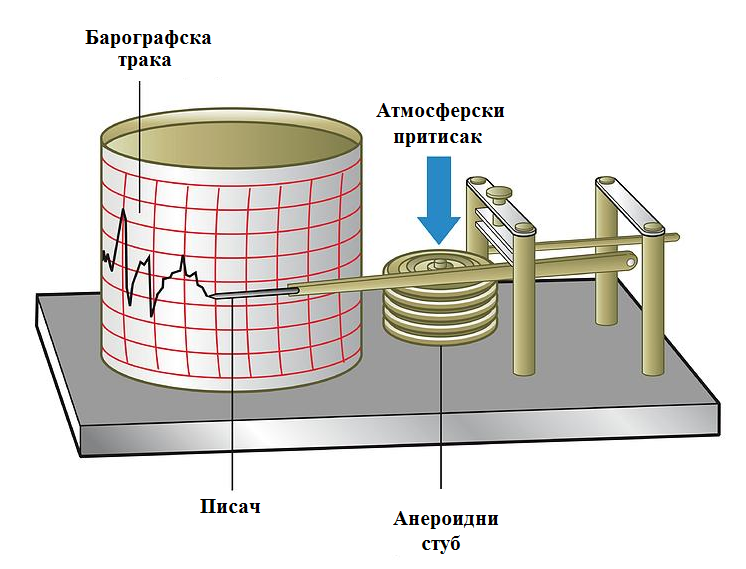 Барографска
трака
Атмосферски
притисак
Писач
Анероидни
стуб